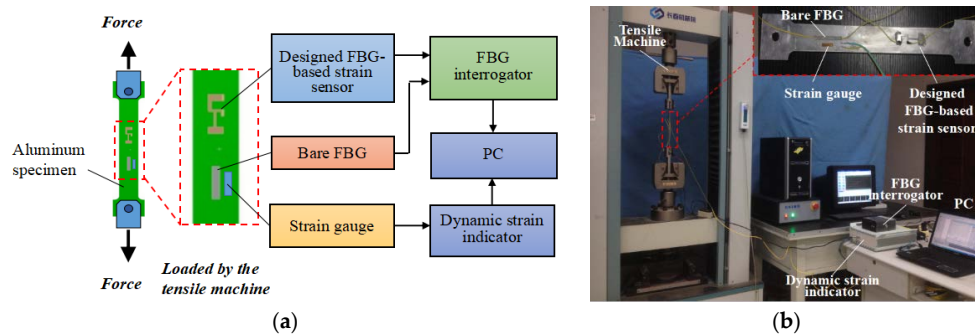 Force
Aluminum
specimen
Force
Loaded by the
tensile machine
Designed FBG-
based strain
sensor
Bare FBG
Strain gauge
FBG
interrogator
PC
Dynamic strain
indicator
(a)
Bare FBG
Tensile
Machine
Strain gauge
Designed
FBG-based
strain sensor
FBG
interrogator
PC
Dynamic strain
indicator
(b)